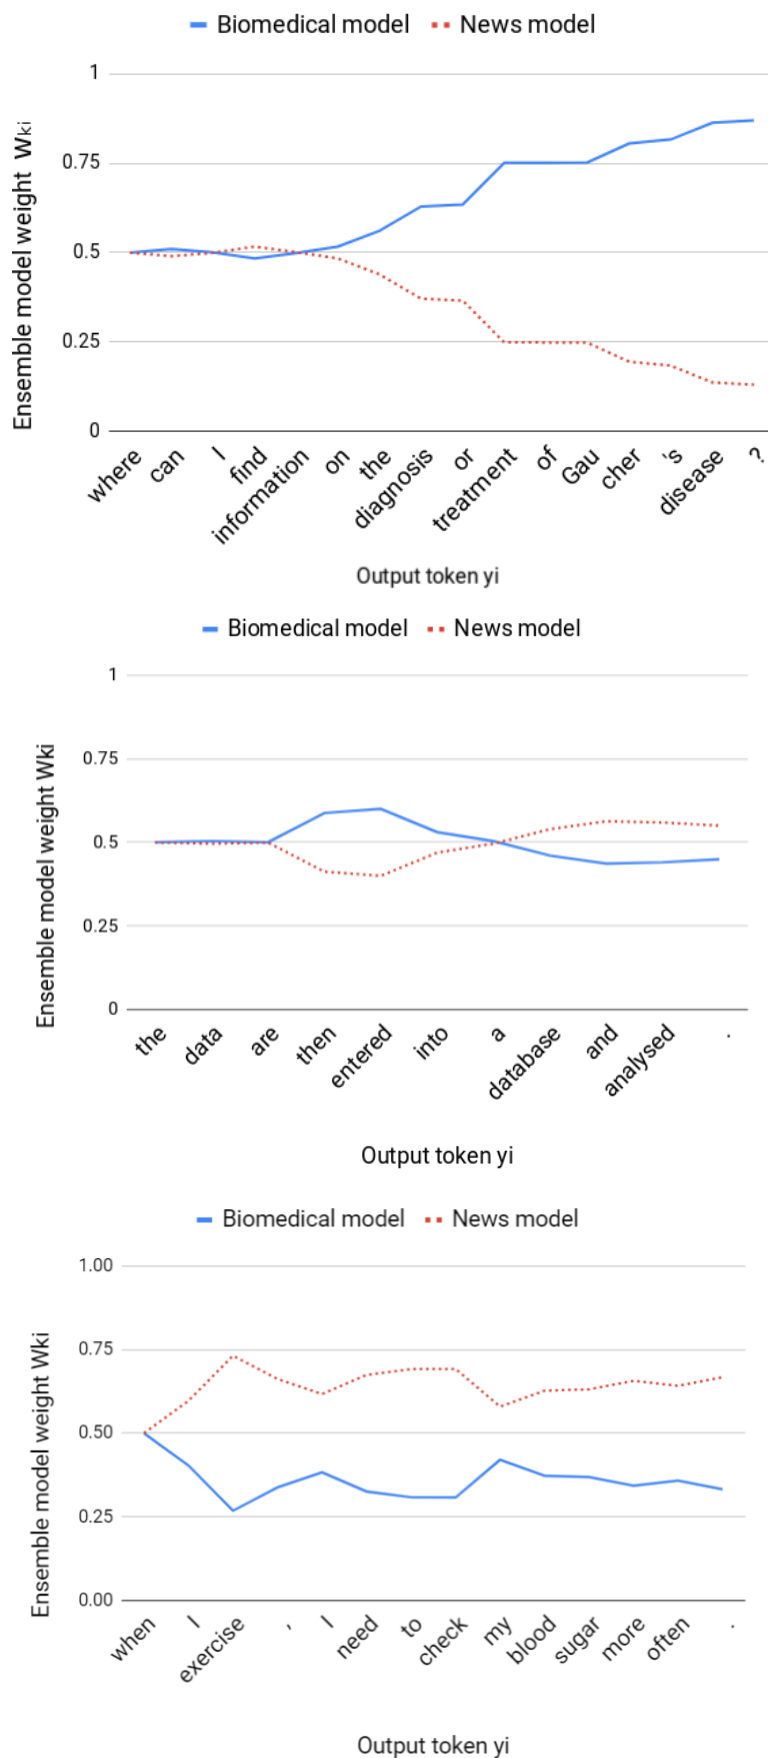 Biomedical model News model
Ensemble model weight Wki
1
0.75
0.5
0.25
0
where can I find information on the diagnosis or treatment of Gau cher 's disease ?
Output token yi
Biomedical model News model
Ensemble model weight Wki
1
0.75
0.5
0.25
0
the data are then entered into a database and analysed .
Output token yi
Biomedical model News model
Ensemble model weight Wki
1.00
0.75
0.50
0.25
0.00
when I exercise , I need to check my blood sugar more often .
Output token yi